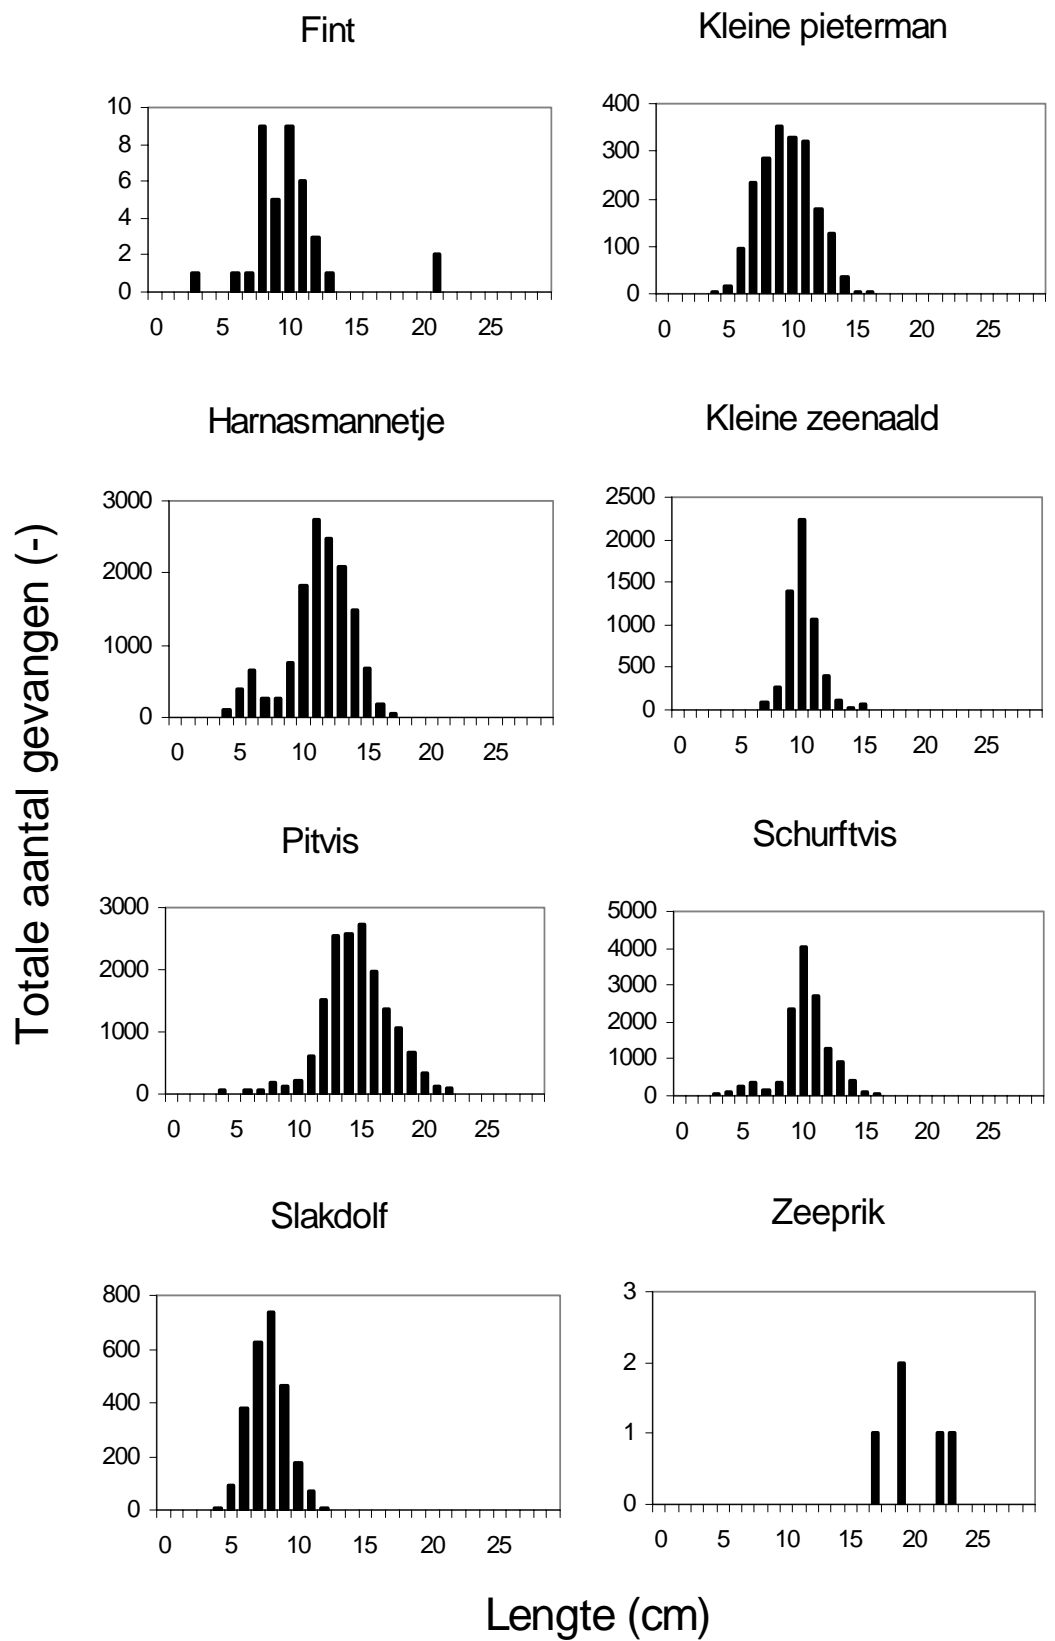 Fint
Kleine pieterman
10
8
6
4
2
0
0 5 10 15 20 25
400
300
200
100
0
0 5 10 15 20 25
Harnasmannetje
Kleine zeenaald
3000
2000
1000
0
0 5 10 15 20 25
2500
2000
1500
1000
500
0
0 5 10 15 20 25
Totale aantal gevangen (-)
Pitvis
Schurftvis
3000
2000
1000
0
0 5 10 15 20 25
5000
4000
3000
2000
1000
0
0 5 10 15 20 25
Slakdolf
Zeeprik
800
600
400
200
0
0 5 10 15 20 25
3
2
1
0
0 5 10 15 20 25
Lengte (cm)